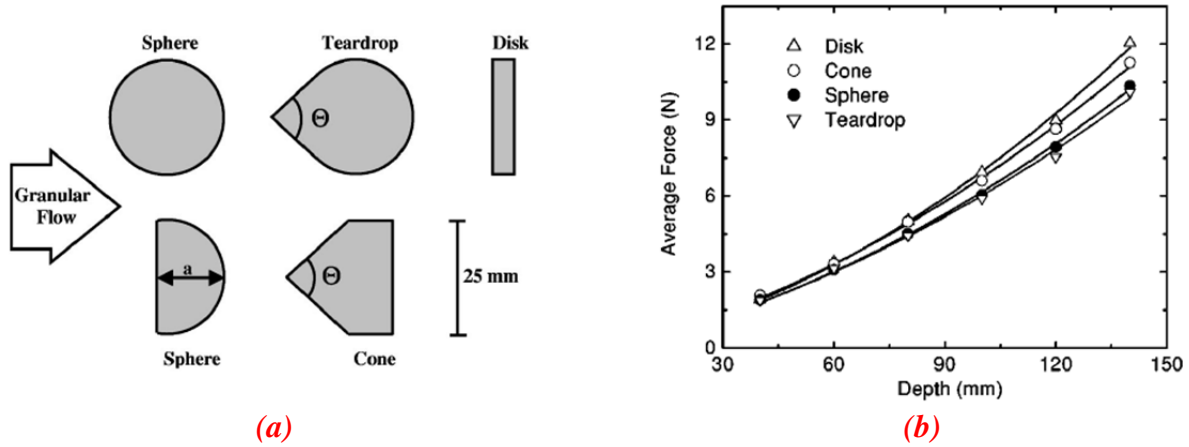 Sphere
Teardrop
Disk
Θ
Granular
Flow
a
Θ
25 mm
Sphere
Cone
(a)
12
9
6
3
0
Average Force (N)
Disk
Cone
Sphere
Teardrop
30
60
90
120
150
Depth (mm)
(b)